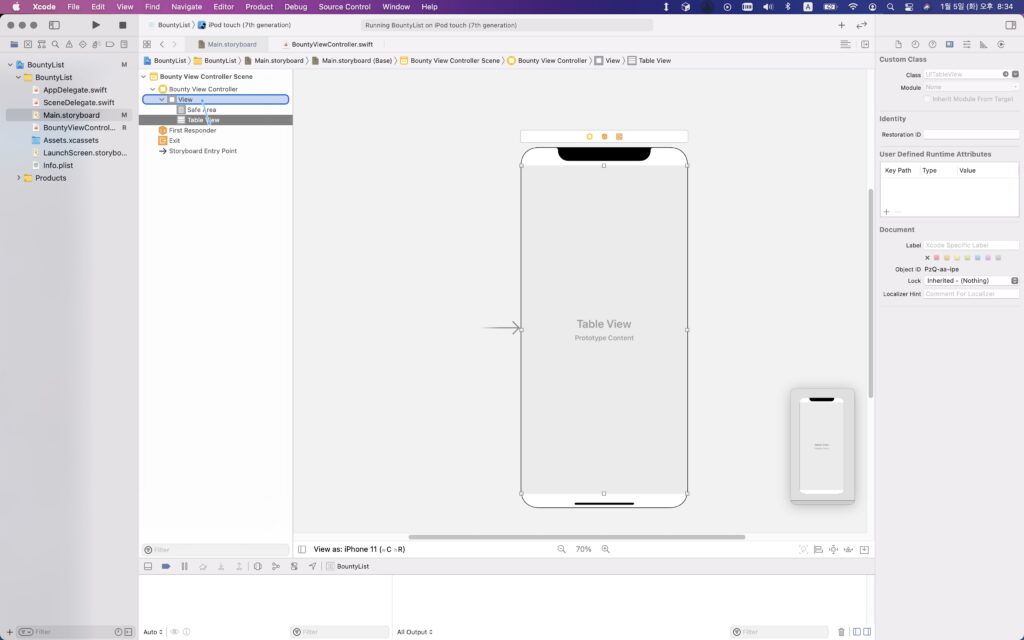 Xcode File Edit View Find Navigate Editor Product Debug Source Control Window Help A 1월 5일 (화) 오후 8:34
BountyList iPod touch (7th generation) Running BountyList on iPod touch (7th generation)
Main.storyboard BountyViewController.swift
BountyList BountyList Main.storyboard Main.storyboard (Base) Bounty View Controller Scene Bounty View Controller View Table View
BountyList M
BountyList
AppDelegate.swift
SceneDelegate.swift
Main.storyboard M
BountyViewControl... R
Assets.xcassets
LaunchScreen.storybo...
Info.plist
Products
Bounty View Controller Scene
Bounty View Controller
View
Safe Area
Table View
First Responder
Exit
Storyboard Entry Point
Table View
Prototype Content
Table View
Custom Class
Class UITableView
Module None
Inherit Module From Target
Identity
Restoration ID
User Defined Runtime Attributes
Key Path Type Value
Document
Label Xcode Specific Label
Object ID PzQ-aa-ipe
Lock Inherited - (Nothing)
Localizer Hint Comment For Localizer
Filter
View as: iPhone 11 (wC hR)
70%
BountyList
Filter
Auto
Filter
All Output
Filter